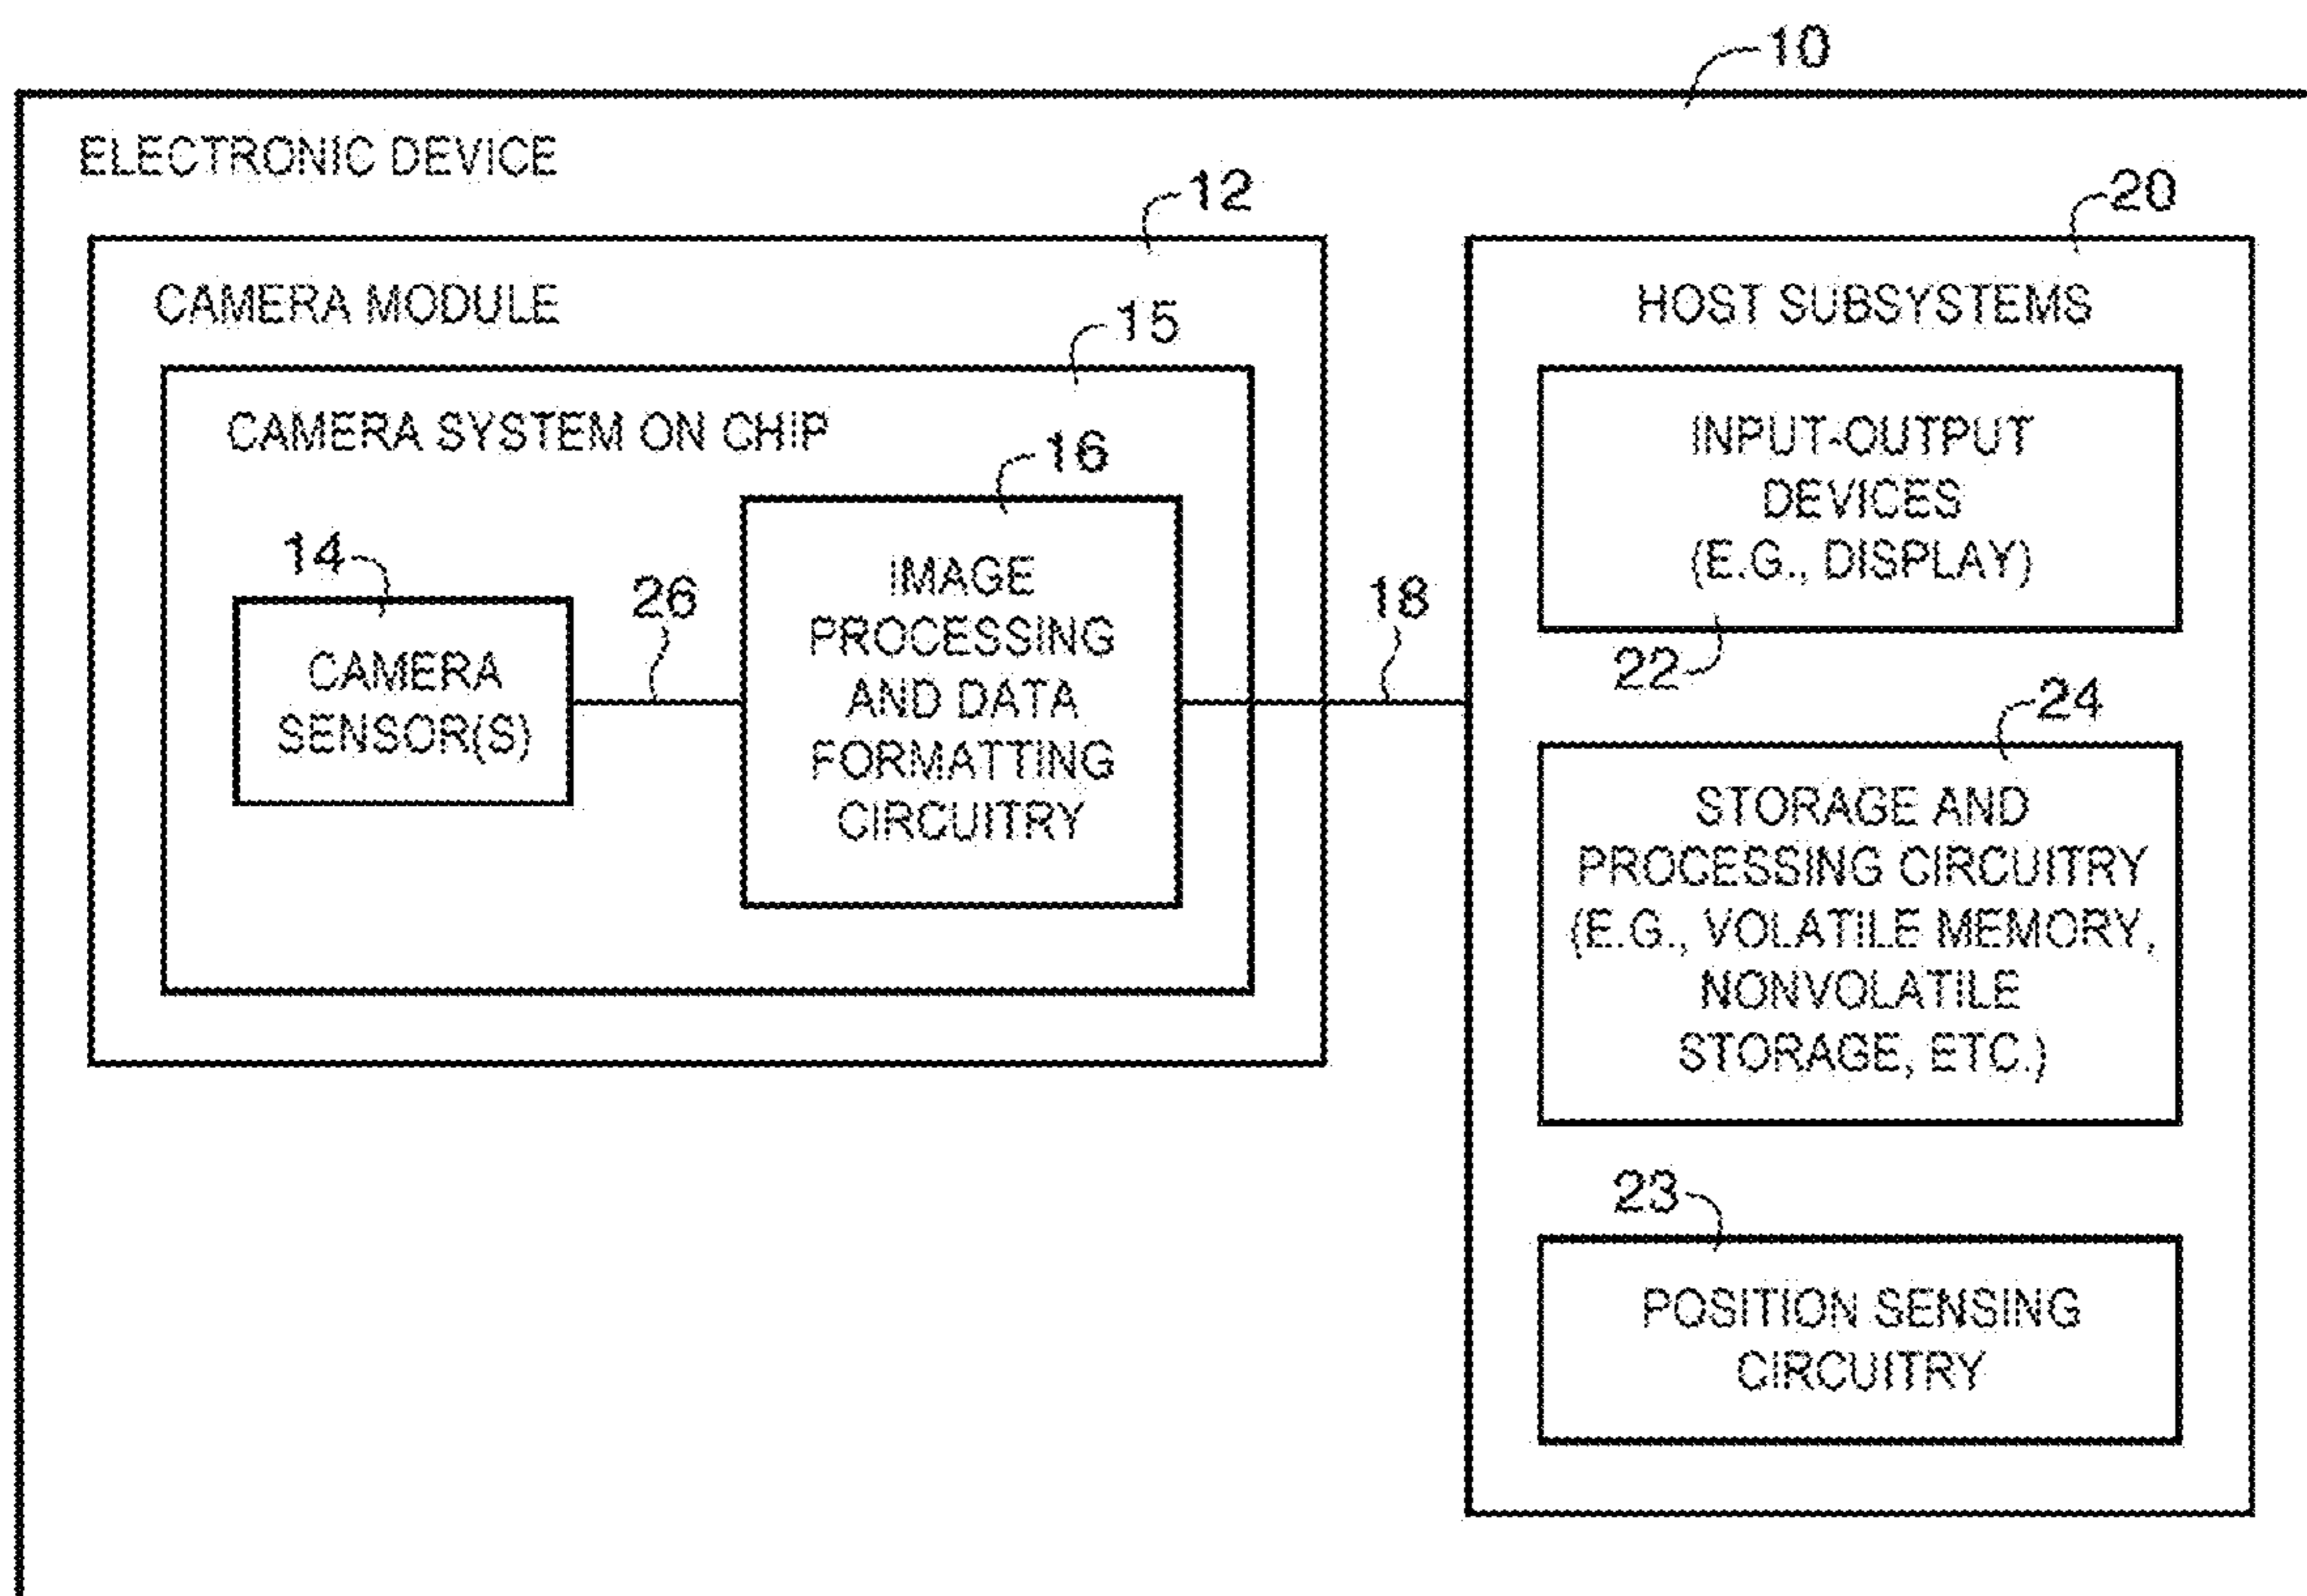 10
ELECTRONIC DEVICE
12
20
CAMERA MODULE
HOST SUBSYSTEMS
15
CAMERA SYSTEM ON CHIP
16
INPUT-OUTPUT
DEVICES
(E.G., DISPLAY)
22
14
CAMERA
SENSOR(S)
26
IMAGE
PROCESSING
AND DATA
FORMATTING
CIRCUITRY
18
24
STORAGE AND
PROCESSING CIRCUITRY
(E.G., VOLATILE MEMORY,
NONVOLATILE
STORAGE, ETC.)
23
POSITION SENSING
CIRCUITRY